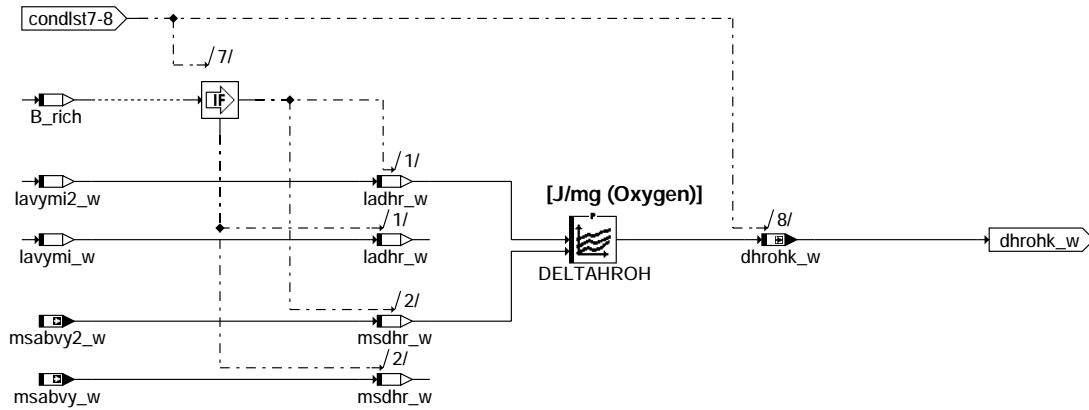 condlst7-8
/7/
IF
B_rich
/1/
lavymi2_w
ladhr_w
[J/mg (Oxygen)]
P
/1/
/8/
lavymi_w
ladhr_w
DELTAHROH
dhrohk_w
dhrohk_w
/2/
msabvy2_w
msdhr_w
/2/
msabvy_w
msdhr_w